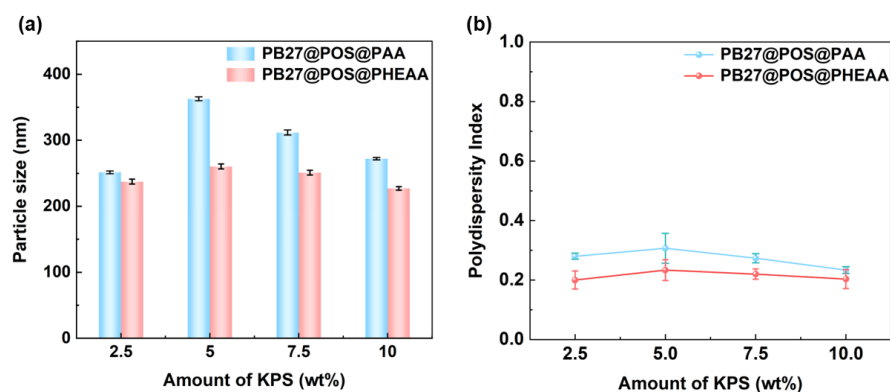 (a)
PB27@POS@PAA
PB27@POS@PHEAA
Particle size (nm)
400
300
200
100
0
2.5 5 7.5 10
Amount of KPS (wt%)
(b)
PB27@POS@PAA
PB27@POS@PHEAA
Polydispersity Index
1.0
0.8
0.6
0.4
0.2
0.0
2.5 5.0 7.5 10.0
Amount of KPS (wt%)